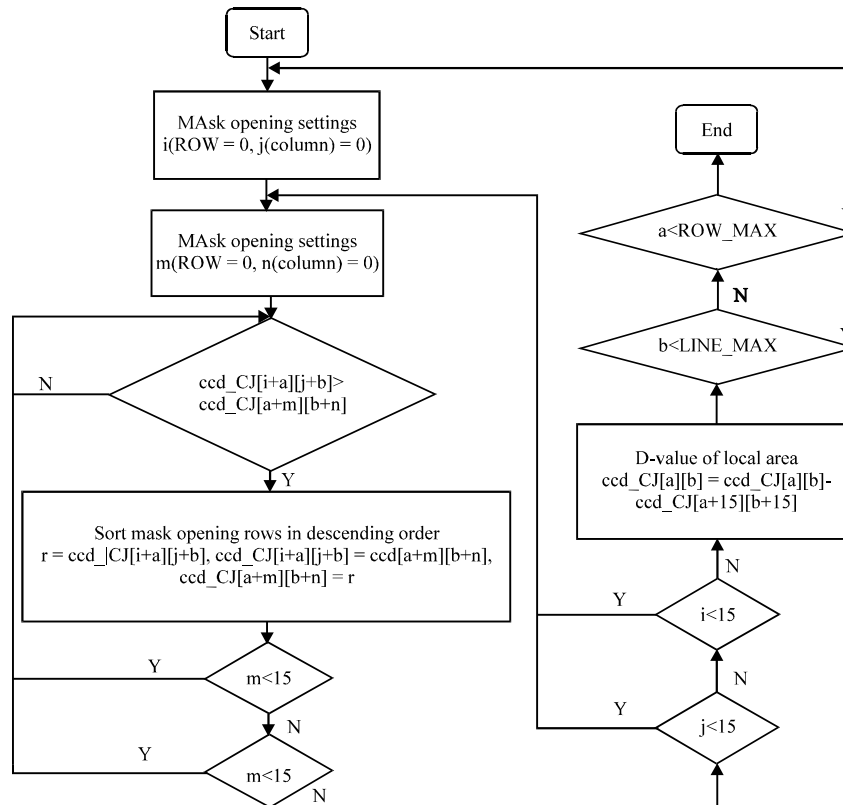 Start
MAsk opening settings
i(ROW = 0, j(column) = 0)
MAsk opening settings
m(ROW = 0, n(column) = 0)
N
ccd_CJ[i+a][j+b]>
ccd_CJ[a+m][b+n]
Y
Sort mask opening rows in descending order
r = ccd_|CJ[i+a][j+b], ccd_CJ[i+a][j+b] = ccd[a+m][b+n],
ccd_CJ[a+m][b+n] = r
Y
m<15
N
Y
m<15
N
End
a<ROW_MAX
N
b<LINE_MAX
D-value of local area
ccd_CJ[a][b] = ccd_CJ[a][b]-
ccd_CJ[a+15][b+15]
N
Y
i<15
N
Y
j<15